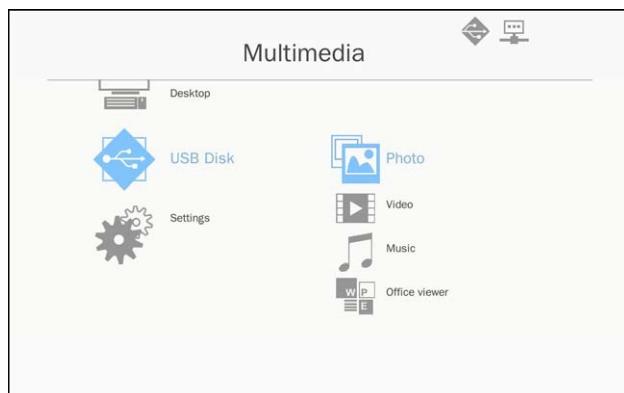 Multimedia
Desktop
USB Disk
Photo
Video
Settings
Music
W P
Office viewer
E